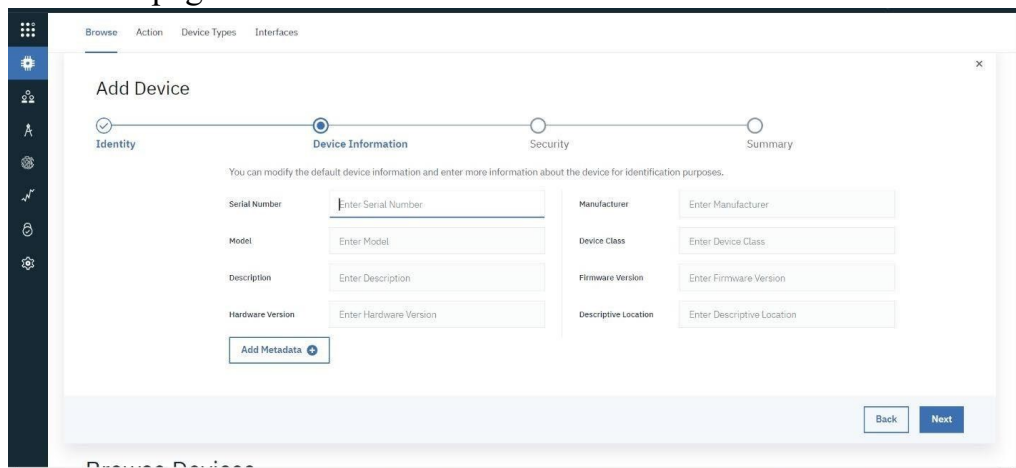 Browse Action Device Types Interfaces
Add Device
Identity Device Information Security Summary
You can modify the default device information and enter more information about the device for identification purposes.
Serial Number Enter Serial Number Manufacturer Enter Manufacturer
Model Enter Model Device Class Enter Device Class
Description Enter Description Firmware Version Enter Firmware Version
Hardware Version Enter Hardware Version Descriptive Location Enter Descriptive Location
Add Metadata
Back Next
Browse Devices